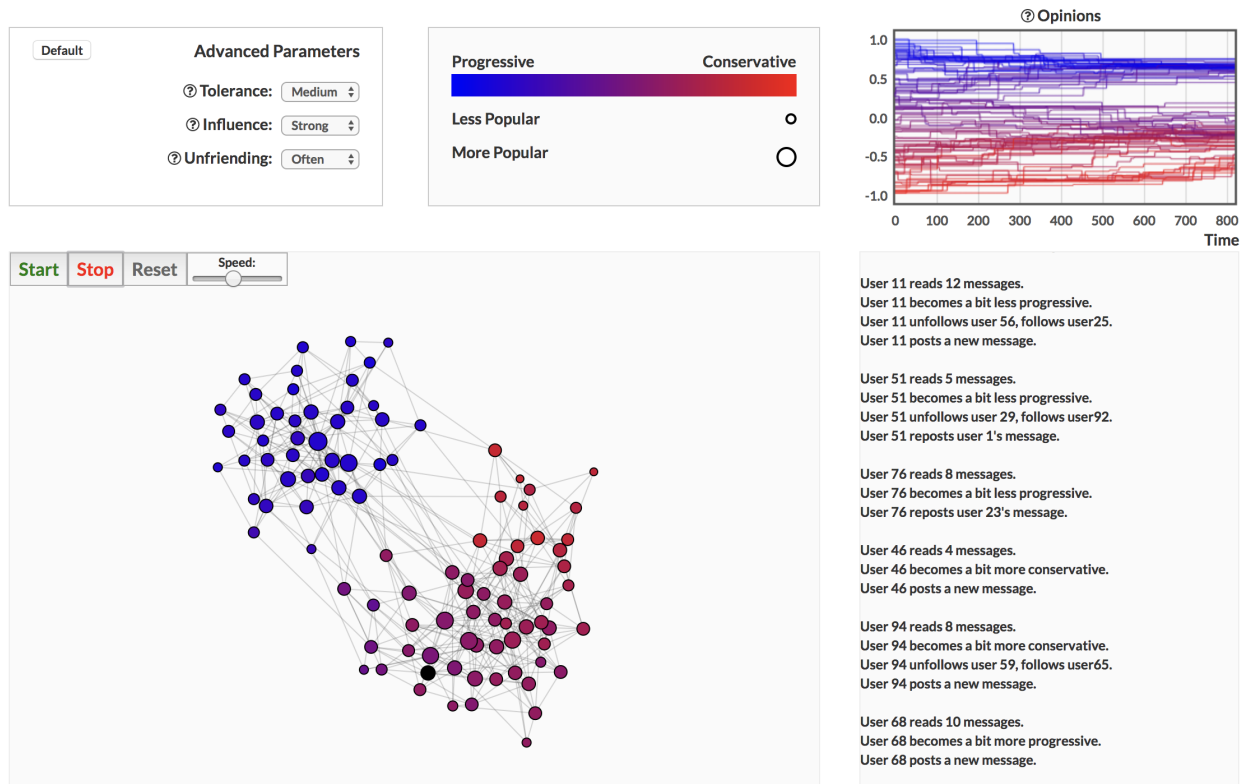 Default
Advanced Parameters
? Tolerance: Medium
? Influence: Strong
? Unfriending: Often
Progressive Conservative
Less Popular
More Popular
? Opinions
1.0
0.5
0.0
-0.5
-1.0
0 100 200 300 400 500 600 700 800
Time
Start Stop Reset Speed:
User 11 reads 12 messages.
User 11 becomes a bit less progressive.
User 11 unfollows user 56, follows user25.
User 11 posts a new message.
User 51 reads 5 messages.
User 51 becomes a bit less progressive.
User 51 unfollows user 29, follows user92.
User 51 reposts user 1's message.
User 76 reads 8 messages.
User 76 becomes a bit less progressive.
User 76 reposts user 23's message.
User 46 reads 4 messages.
User 46 becomes a bit more conservative.
User 46 posts a new message.
User 94 reads 8 messages.
User 94 becomes a bit more conservative.
User 94 unfollows user 59, follows user65.
User 94 posts a new message.
User 68 reads 10 messages.
User 68 becomes a bit more progressive.
User 68 posts a new message.